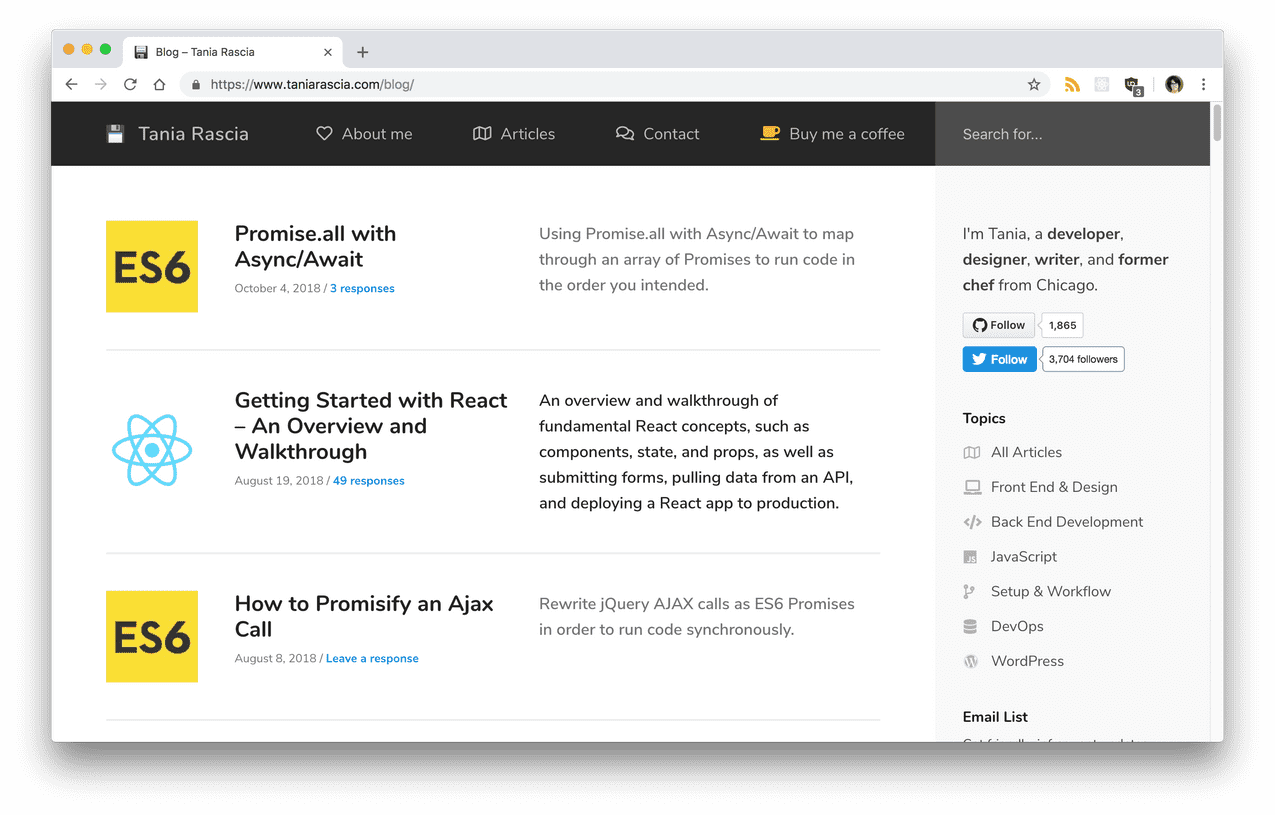 Blog – Tania Rascia
https://www.taniarascia.com/blog/
3
Tania Rascia
About me
Articles
Contact
Buy me a coffee
Search for...
ES6
Promise.all with
Async/Await
October 4, 2018 / 3 responses
Using Promise.all with Async/Await to map
through an array of Promises to run code in
the order you intended.
Getting Started with React
– An Overview and
Walkthrough
August 19, 2018 / 49 responses
An overview and walkthrough of
fundamental React concepts, such as
components, state, and props, as well as
submitting forms, pulling data from an API,
and deploying a React app to production.
ES6
How to Promisify an Ajax
Call
August 8, 2018 / Leave a response
Rewrite jQuery AJAX calls as ES6 Promises
in order to run code synchronously.
I'm Tania, a developer,
designer, writer, and former
chef from Chicago.
Follow 1,865
Follow 3,704 followers
Topics
All Articles
Front End & Design
Back End Development
JS JavaScript
Setup & Workflow
DevOps
WordPress
Email List